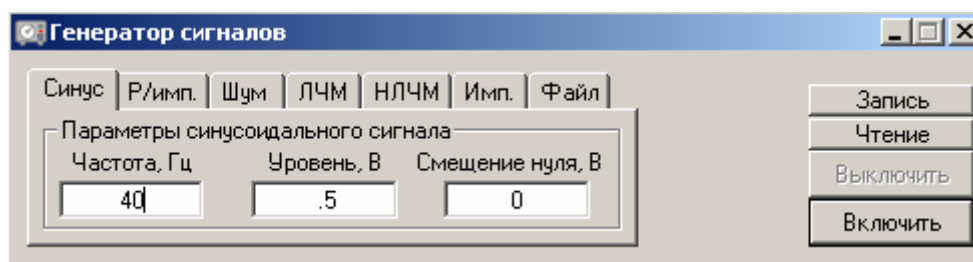 Генератор сигналов
Синус Р/имп. Шум ЛЧМ НЛЧМ Имп. Файл
Параметры синусоидального сигнала
Частота, Гц Уровень, В Смещение нуля, В
40 .5 0
Запись
Чтение
Выключить
Включить